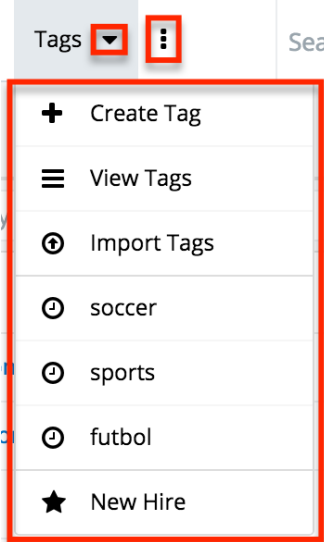 Tags
Sea
Create Tag
View Tags
Import Tags
soccer
sports
futbol
New Hire